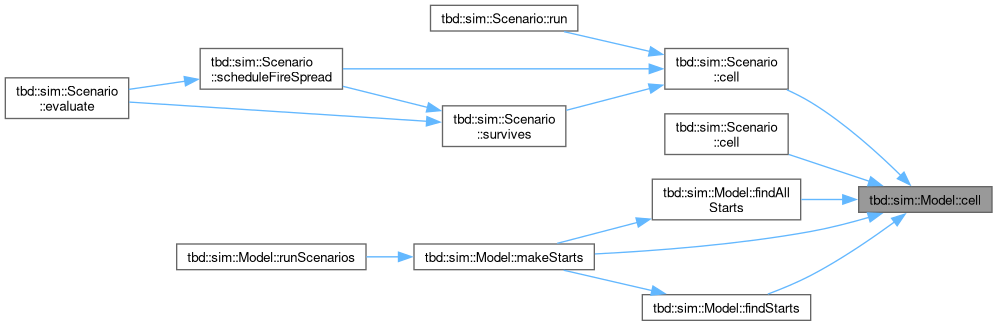 tbd::sim::Scenario::run
tbd::sim::Scenario
::scheduleFireSpread
tbd::sim::Scenario
::cell
tbd::sim::Scenario
::evaluate
tbd::sim::Scenario
::survives
tbd::sim::Scenario
::cell
tbd::sim::Model::findAll
Starts
tbd::sim::Model::cell
tbd::sim::Model::runScenarios
tbd::sim::Model::makeStarts
tbd::sim::Model::findStarts